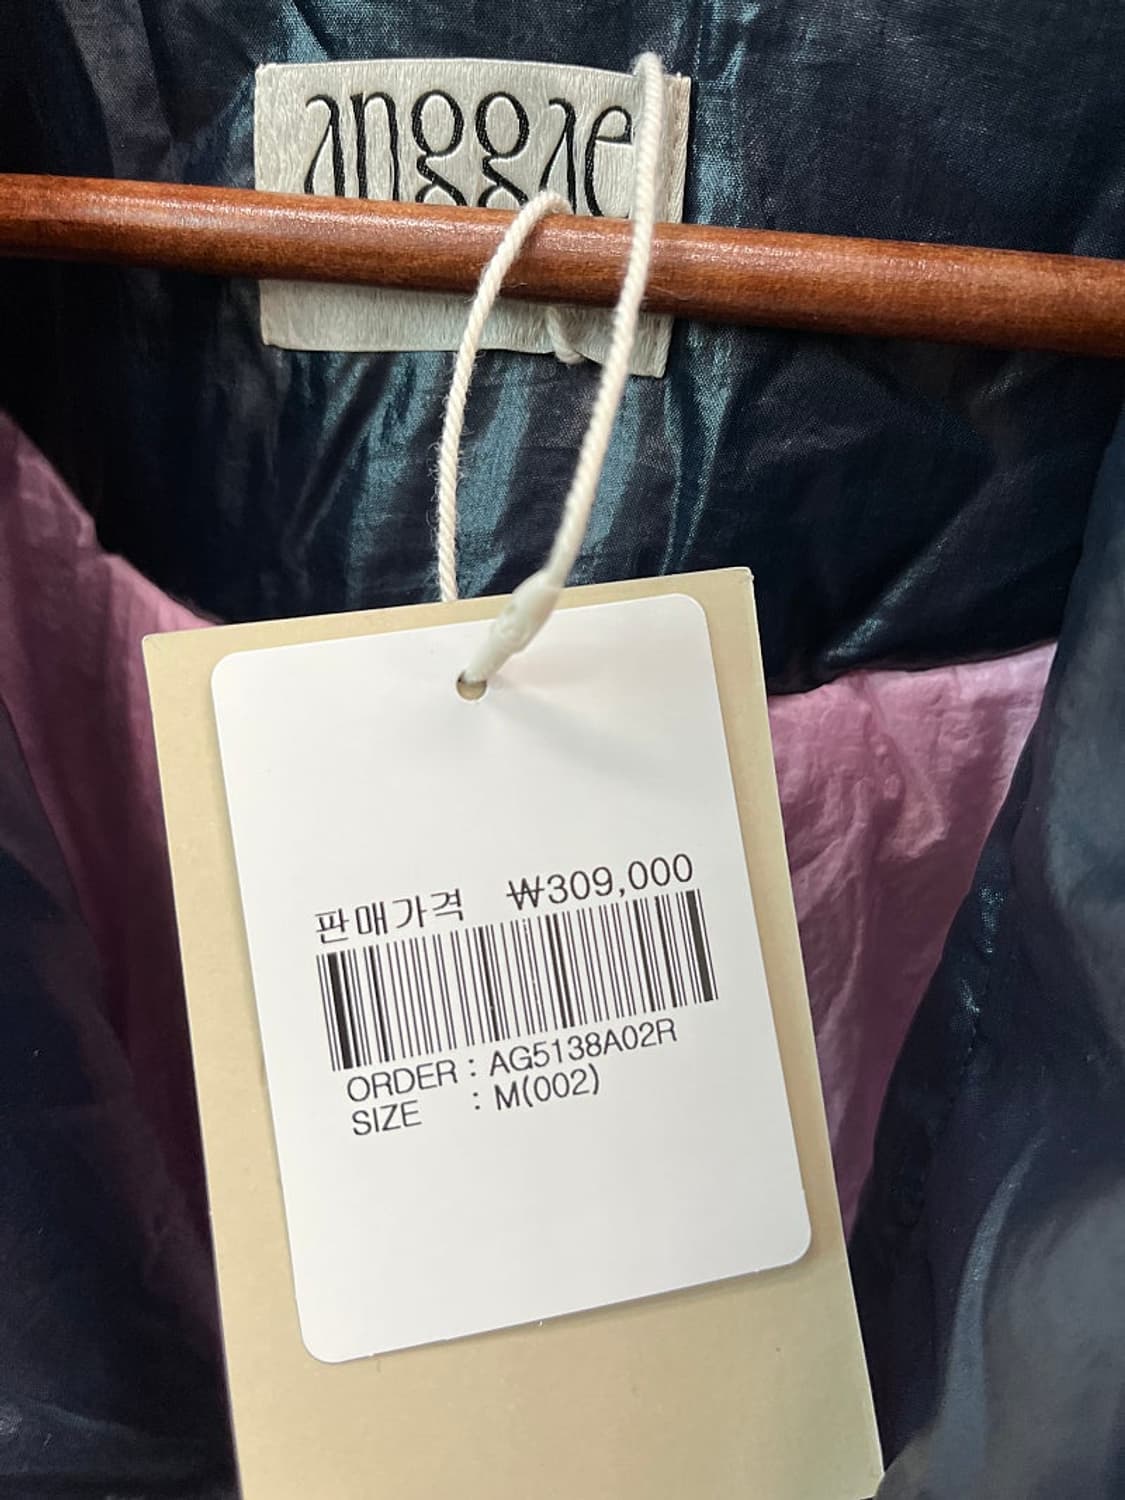 anggae
판매가격 ₩309,000
ORDER : AG5138A02R
SIZE : M(002)